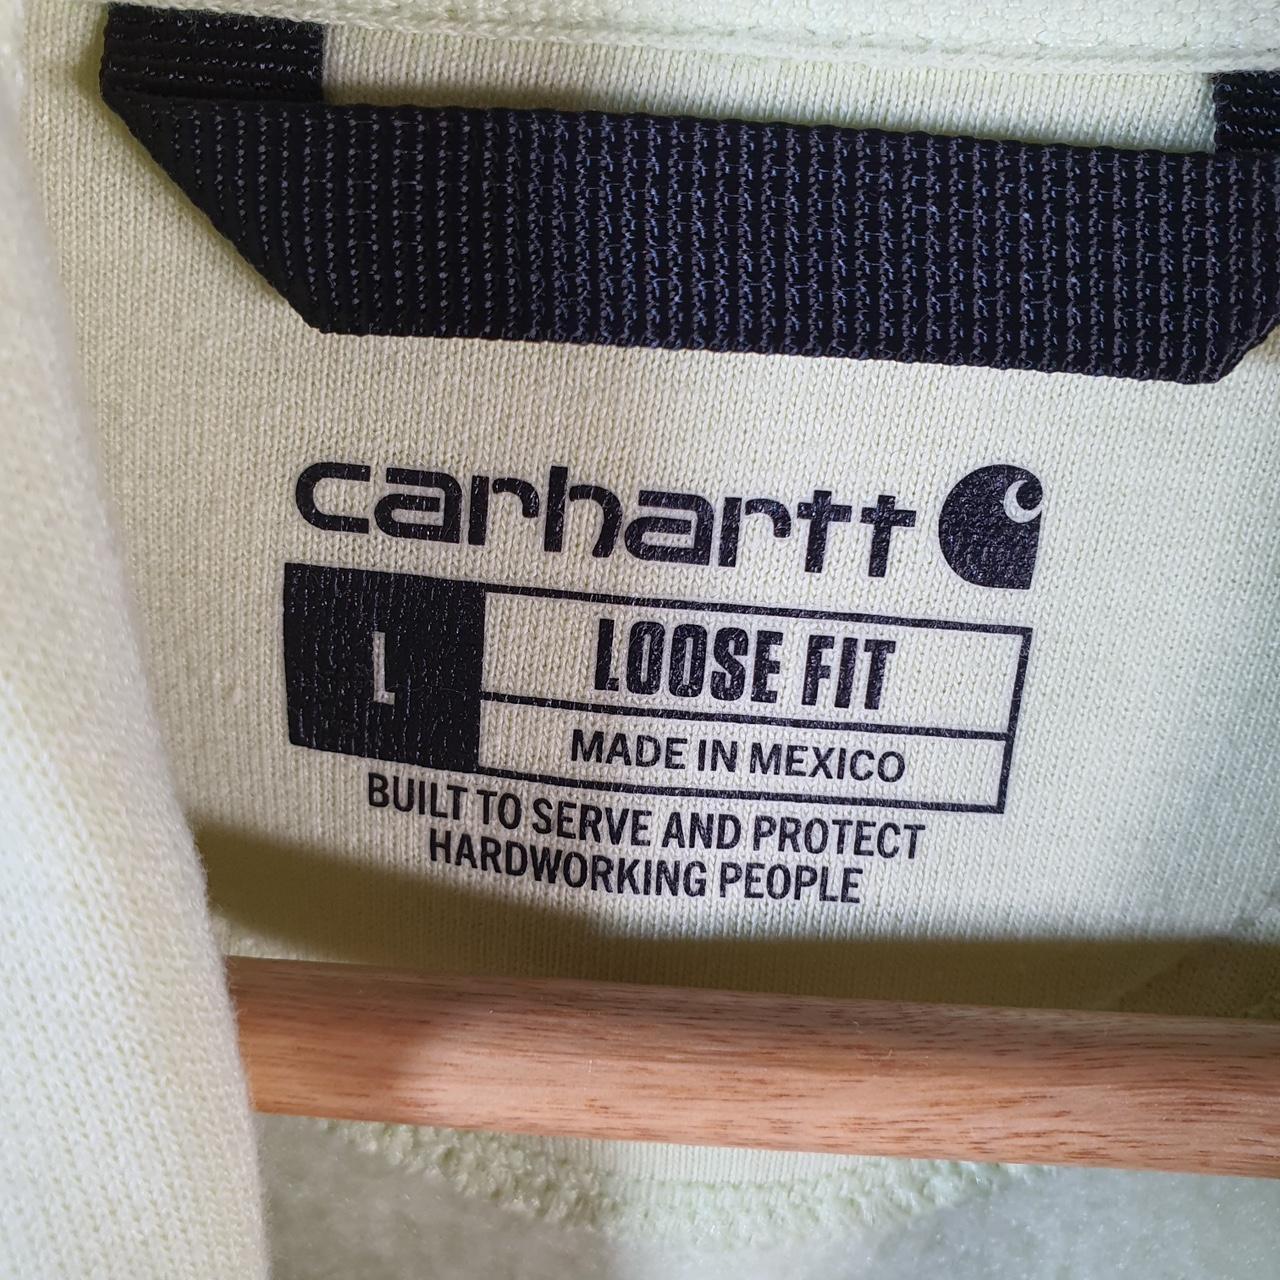 carhartt
L
LOOSE FIT
MADE IN MEXICO
BUILT TO SERVE AND PROTECT
HARDWORKING PEOPLE